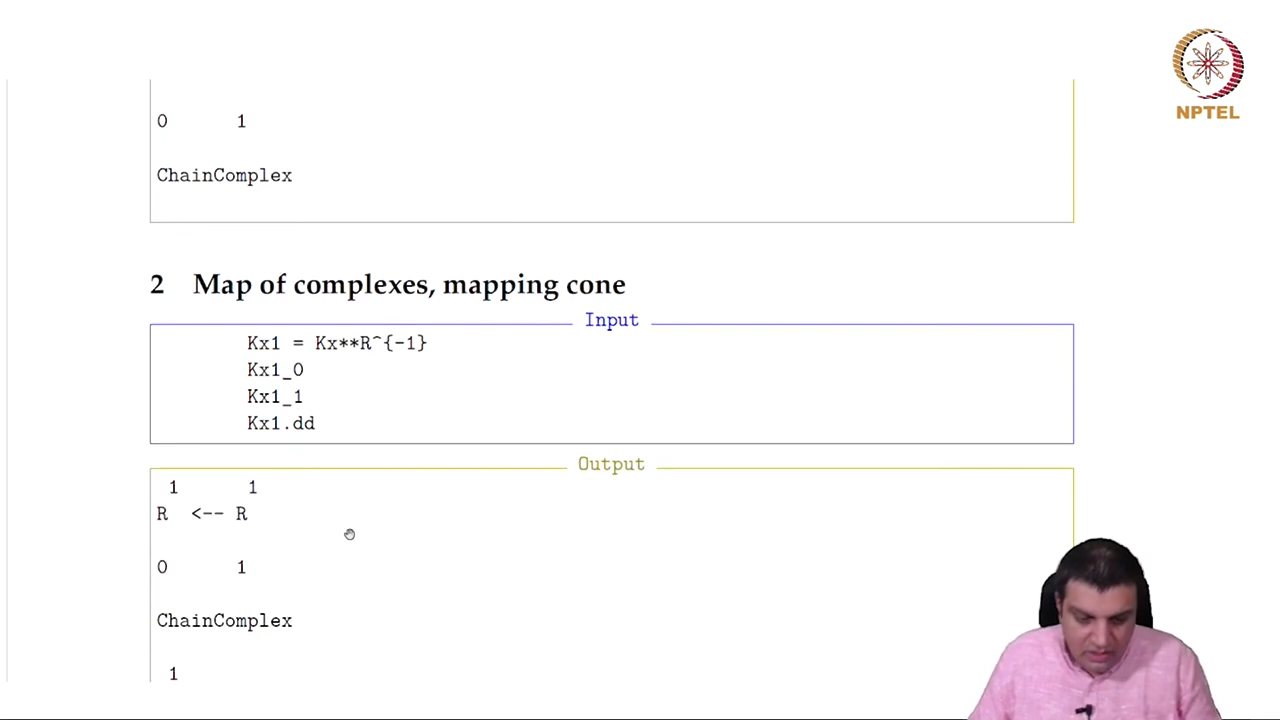 NPTEL
0 1
ChainComplex
2 Map of complexes, mapping cone
Input
Kx1 = Kx**R^{-1}
Kx1_0
Kx1_1
Kx1.dd
Output
1 1
R <-- R
0 1
ChainComplex
1